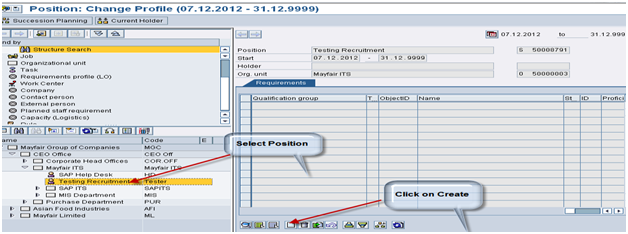 Position: Change Profile (07.12.2012 - 31.12.9999)
Succession Planning Current Holder
nd by
Structure Search
Job
Organizational unit
Task
Requirements profile (LO)
Work Center
Company
Contact person
External person
Planned staff requirement
Capacity (Logistics)
ame Code E
Mayfair Group of Companies MOC
CEO Office CEO Off
Corporate Head Offices COR.OFF
Mayfair ITS Mayfair ITS
SAP Help Desk HD
Testing Recruitment Tester
SAP ITS SAPITS
MIS Department MIS
Purchase Department PUR
Asian Food Industries AFI
Mayfair Limited ML
07.12.2012 to 31.12.999
Position Testing Recruitment S 50000791
Start 07.12.2012 - 31.12.9999
Holder
Org. unit Mayfair ITS O 50000003
Requirements
Qualification group T ObjectID Name St. ID Profici
Select Position
Click on Create